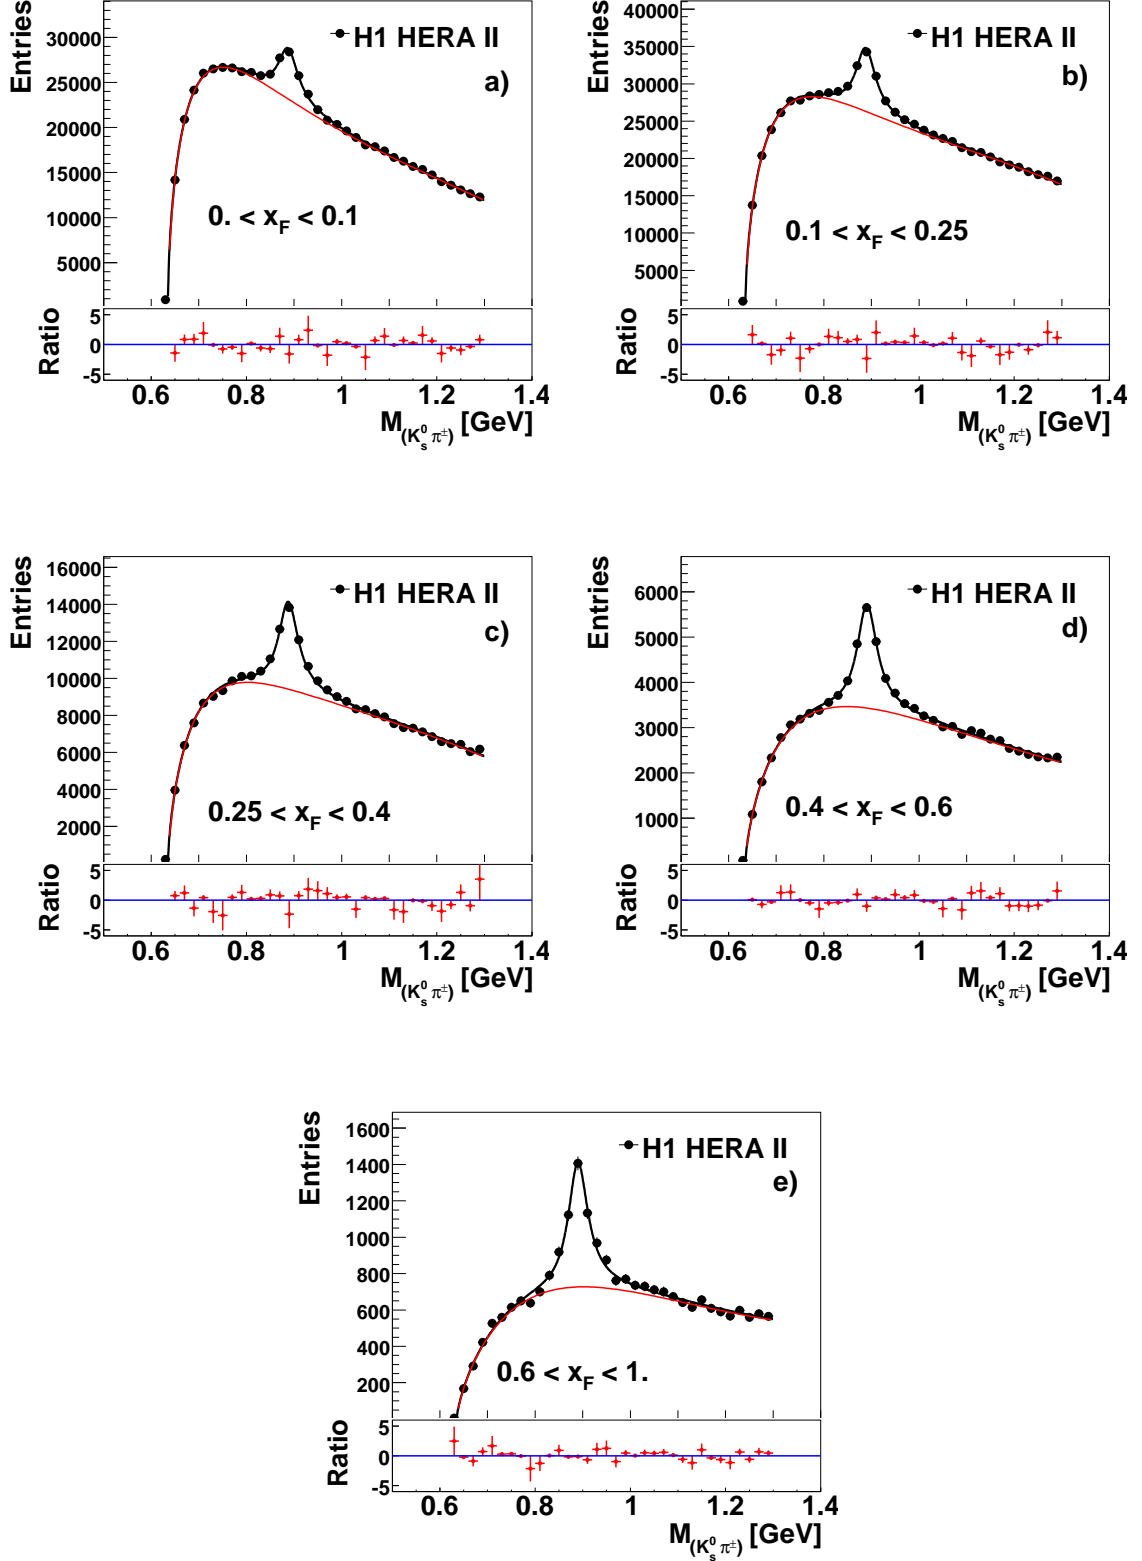 Entries
30000
25000
20000
15000
10000
5000
H1 HERA II
a)
0. < x_F < 0.1
Ratio
5
0
-5
0.6 0.8 1 1.2 1.4
M_(K_s^0 π^±) [GeV]
Entries
40000
35000
30000
25000
20000
15000
10000
5000
0
H1 HERA II
b)
0.1 < x_F < 0.25
Ratio
5
0
-5
0.6 0.8 1 1.2 1.4
M_(K_s^0 π^±) [GeV]
Entries
16000
14000
12000
10000
8000
6000
4000
2000
H1 HERA II
c)
0.25 < x_F < 0.4
Ratio
5
0
-5
0.6 0.8 1 1.2 1.4
M_(K_s^0 π^±) [GeV]
Entries
6000
5000
4000
3000
2000
1000
H1 HERA II
d)
0.4 < x_F < 0.6
Ratio
5
0
-5
0.6 0.8 1 1.2 1.4
M_(K_s^0 π^±) [GeV]
Entries
1600
1400
1200
1000
800
600
400
200
H1 HERA II
e)
0.6 < x_F < 1.
Ratio
5
0
-5
0.6 0.8 1 1.2 1.4
M_(K_s^0 π^±) [GeV]